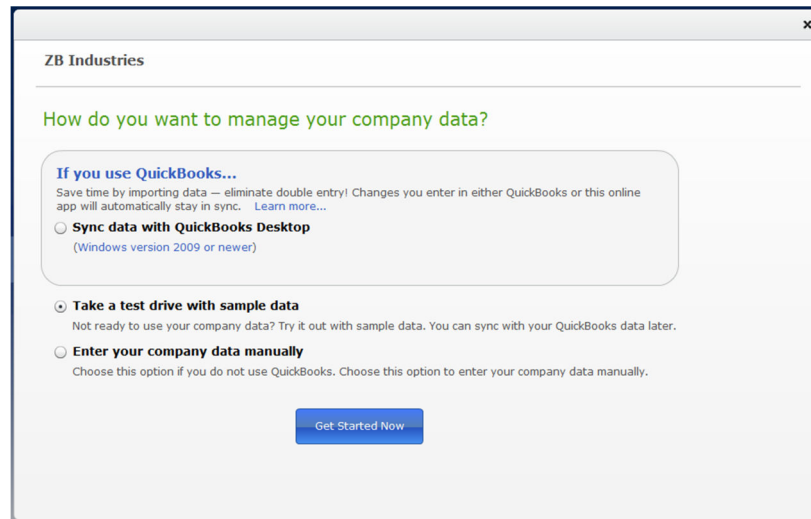 ZB Industries
How do you want to manage your company data?
If you use QuickBooks...
Save time by importing data — eliminate double entry! Changes you enter in either QuickBooks or this online
app will automatically stay in sync. Learn more...
Sync data with QuickBooks Desktop
(Windows version 2009 or newer)
Take a test drive with sample data
Not ready to use your company data? Try it out with sample data. You can sync with your QuickBooks data later.
Enter your company data manually
Choose this option if you do not use QuickBooks. Choose this option to enter your company data manually.
Get Started Now